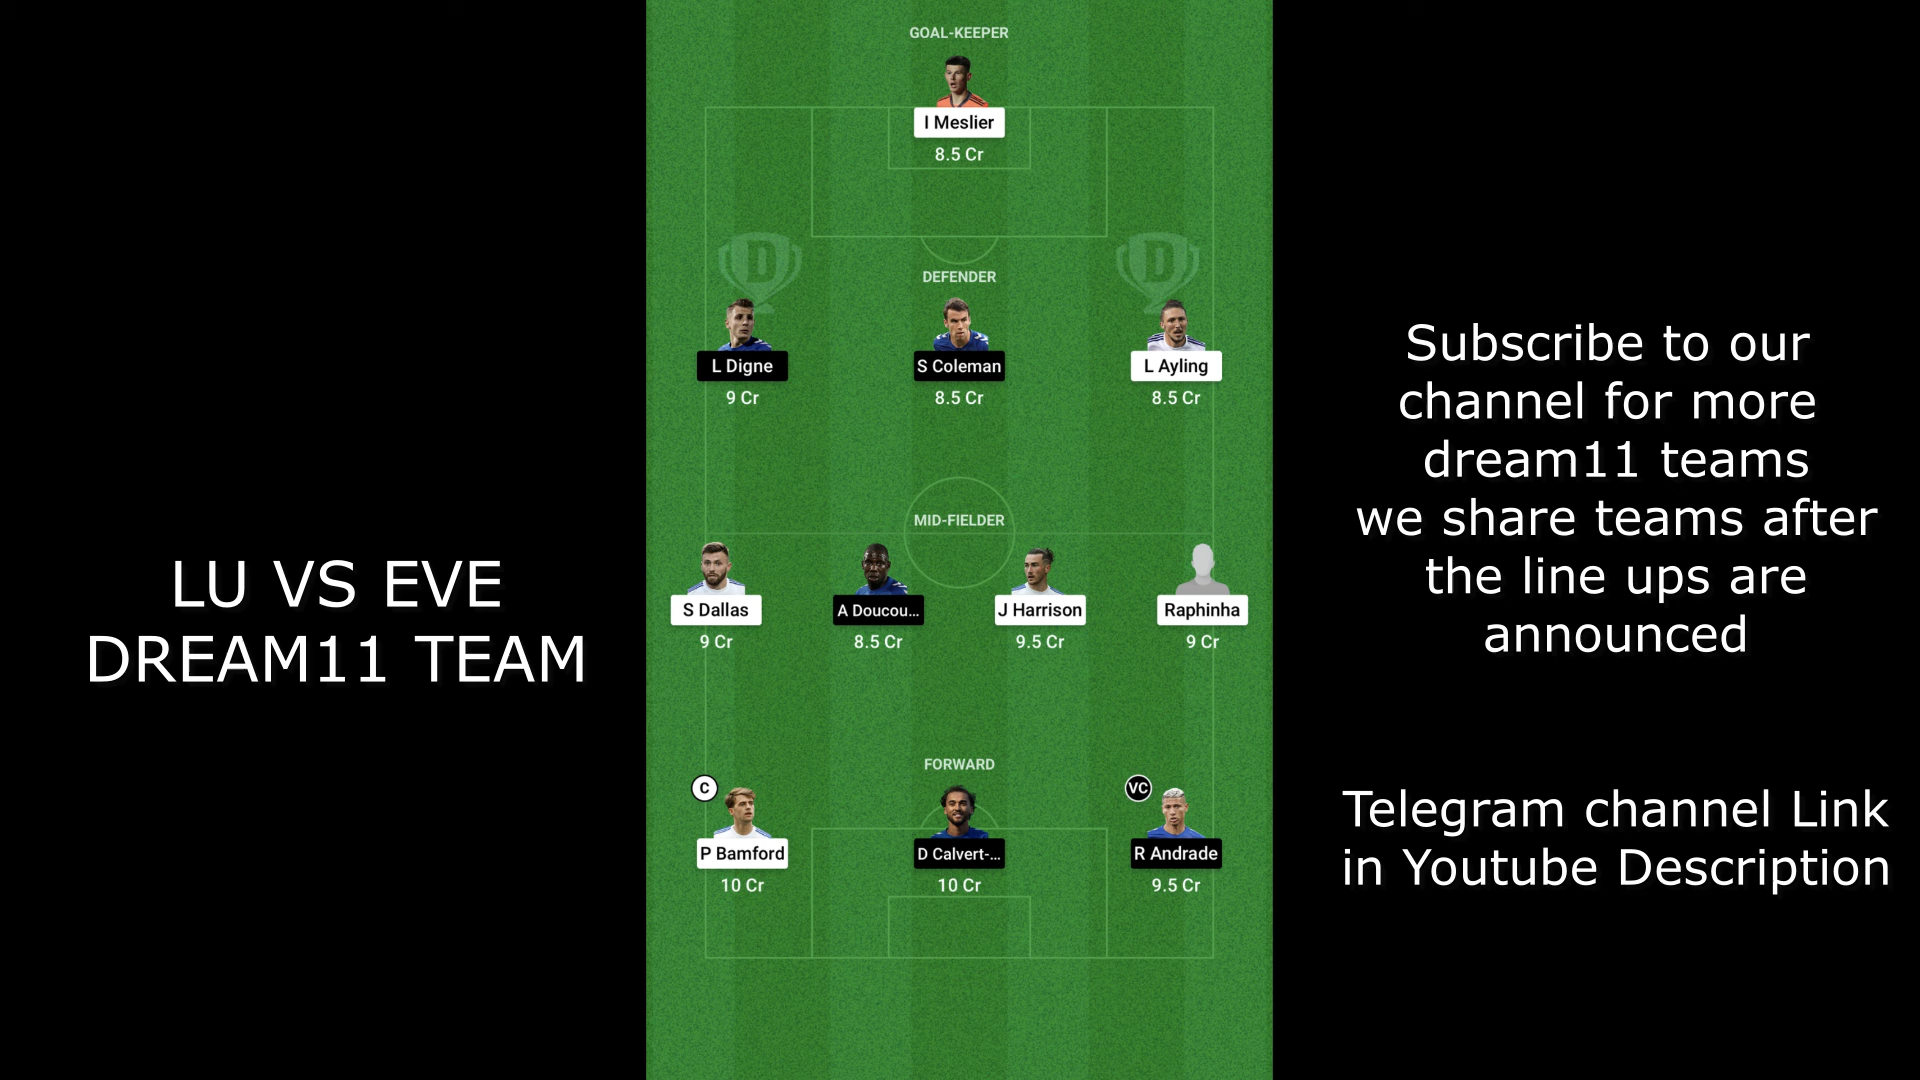 GOAL-KEEPER
I Meslier
8.5 Cr
D D
DEFENDER
L Digne S Coleman L Ayling
9 Cr 8.5 Cr 8.5 Cr
MID-FIELDER
S Dallas A Doucou... J Harrison Raphinha
9 Cr 8.5 Cr 9.5 Cr 9 Cr
FORWARD
C VC
P Bamford D Calvert-... R Andrade
10 Cr 10 Cr 9.5 Cr
LU VS EVE
DREAM11 TEAM
Subscribe to our
channel for more
dream11 teams
we share teams after
the line ups are
announced
Telegram channel Link
in Youtube Description